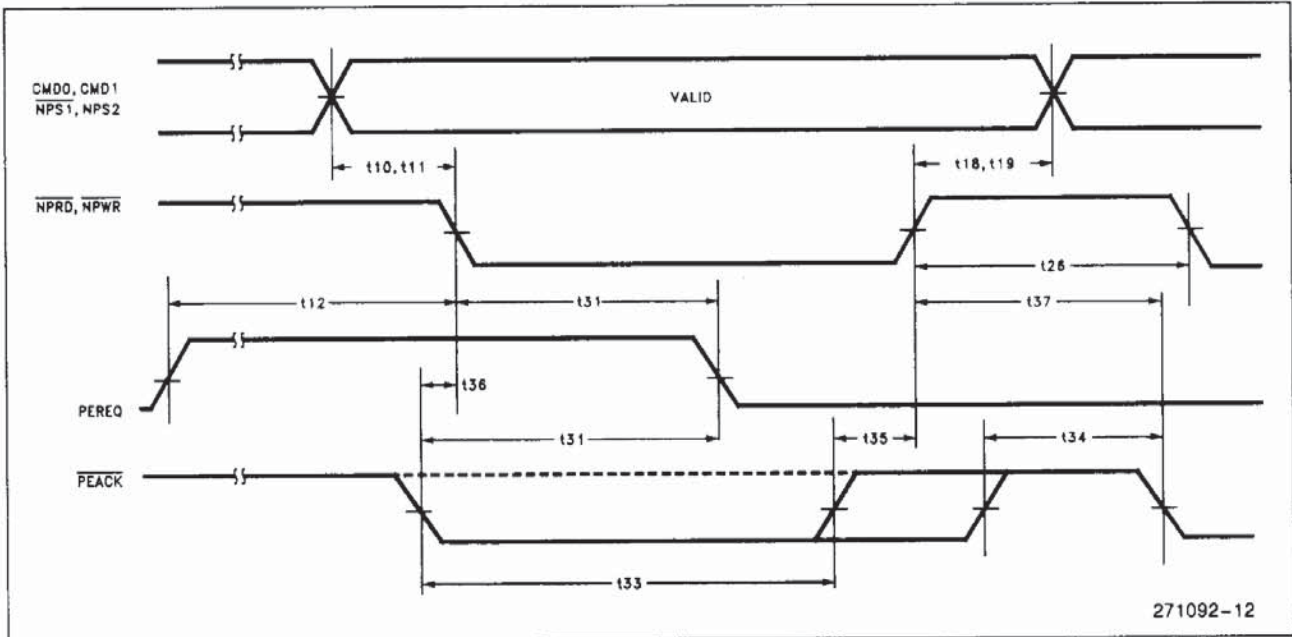 CMD0, CMD1
NPS1, NPS2
VALID
t10, t11
t18, t19
NPRD, NPWR
t26
t12
t31
t37
t36
PEREQ
t31
t35
t34
PEACK
t33
271092-12